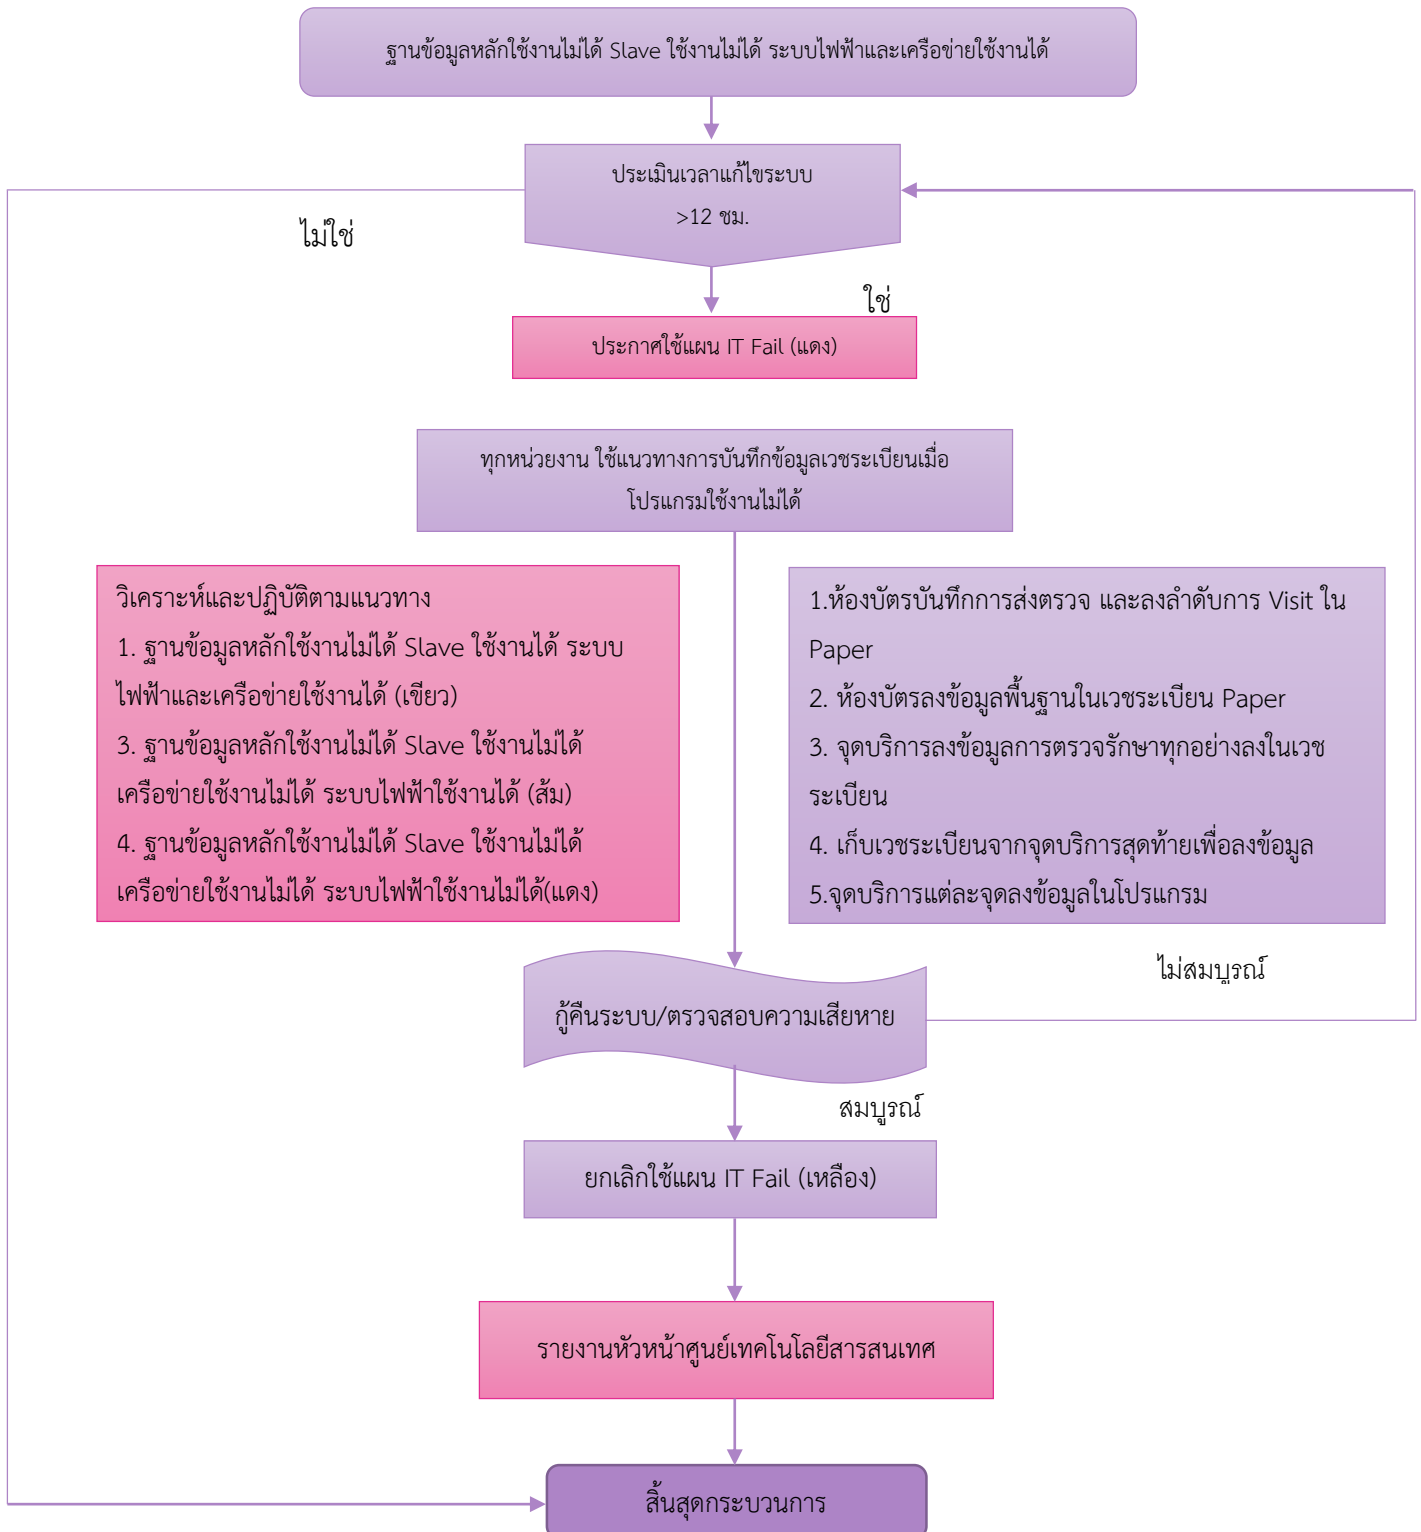 ฐานข้อมูลหลักใช้งานไม่ได้ Slave ใช้งานไม่ได้ ระบบไฟฟ้าและเครือข่ายใช้งานได้
ประเมินเวลาแก้ไขระบบ
>12 ชม.
ไม่ใช่
ใช่
ประกาศใช้แผน IT Fail (แดง)
ทุกหน่วยงาน ใช้แนวทางการบันทึกข้อมูลเวชระเบียนเมื่อ
โปรแกรมใช้งานไม่ได้
วิเคราะห์และปฏิบัติตามแนวทาง
1. ฐานข้อมูลหลักใช้งานไม่ได้ Slave ใช้งานได้ ระบบ
ไฟฟ้าและเครือข่ายใช้งานได้ (เขียว)
3. ฐานข้อมูลหลักใช้งานไม่ได้ Slave ใช้งานไม่ได้
เครือข่ายใช้งานไม่ได้ ระบบไฟฟ้าใช้งานได้ (ส้ม)
4. ฐานข้อมูลหลักใช้งานไม่ได้ Slave ใช้งานไม่ได้
เครือข่ายใช้งานไม่ได้ ระบบไฟฟ้าใช้งานไม่ได้(แดง)
1.ห้องบัตรบันทึกการส่งตรวจ และลงลำดับการ Visit ใน
Paper
2. ห้องบัตรลงข้อมูลพื้นฐานในเวชระเบียน Paper
3. จุดบริการลงข้อมูลการตรวจรักษาทุกอย่างลงในเวช
ระเบียน
4. เก็บเวชระเบียนจากจุดบริการสุดท้ายเพื่อลงข้อมูล
5.จุดบริการแต่ละจุดลงข้อมูลในโปรแกรม
ไม่สมบูรณ์
กู้คืนระบบ/ตรวจสอบความเสียหาย
สมบูรณ์
ยกเลิกใช้แผน IT Fail (เหลือง)
รายงานหัวหน้าศูนย์เทคโนโลยีสารสนเทศ
สิ้นสุดกระบวนการ